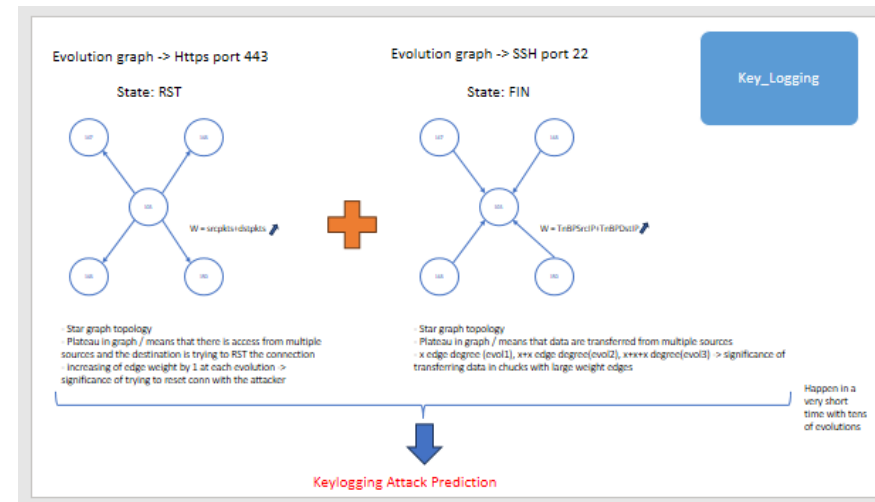 Evolution graph -> Https port 443
State: RST
W = srcpkts+dstpkts
- Star graph topology
- Plateau in graph / means that there is access from multiple
sources and the destination is trying to RST the connection
- increasing of edge weight by 1 at each evolution ->
significance of trying to reset conn with the attacker
Evolution graph -> SSH port 22
State: FIN
W = TnBPSrcIP+TnBPDstIP
- Star graph topology
- Plateau in graph / means that data are transferred from multiple sources
- x edge degree (evol1), x+x edge degree(evol2), x+x+x degree(evol3) -> significance of
transferring data in chucks with large weight edges
Key_Logging
Happen in a
very short
time with tens
of evolutions
Keylogging Attack Prediction